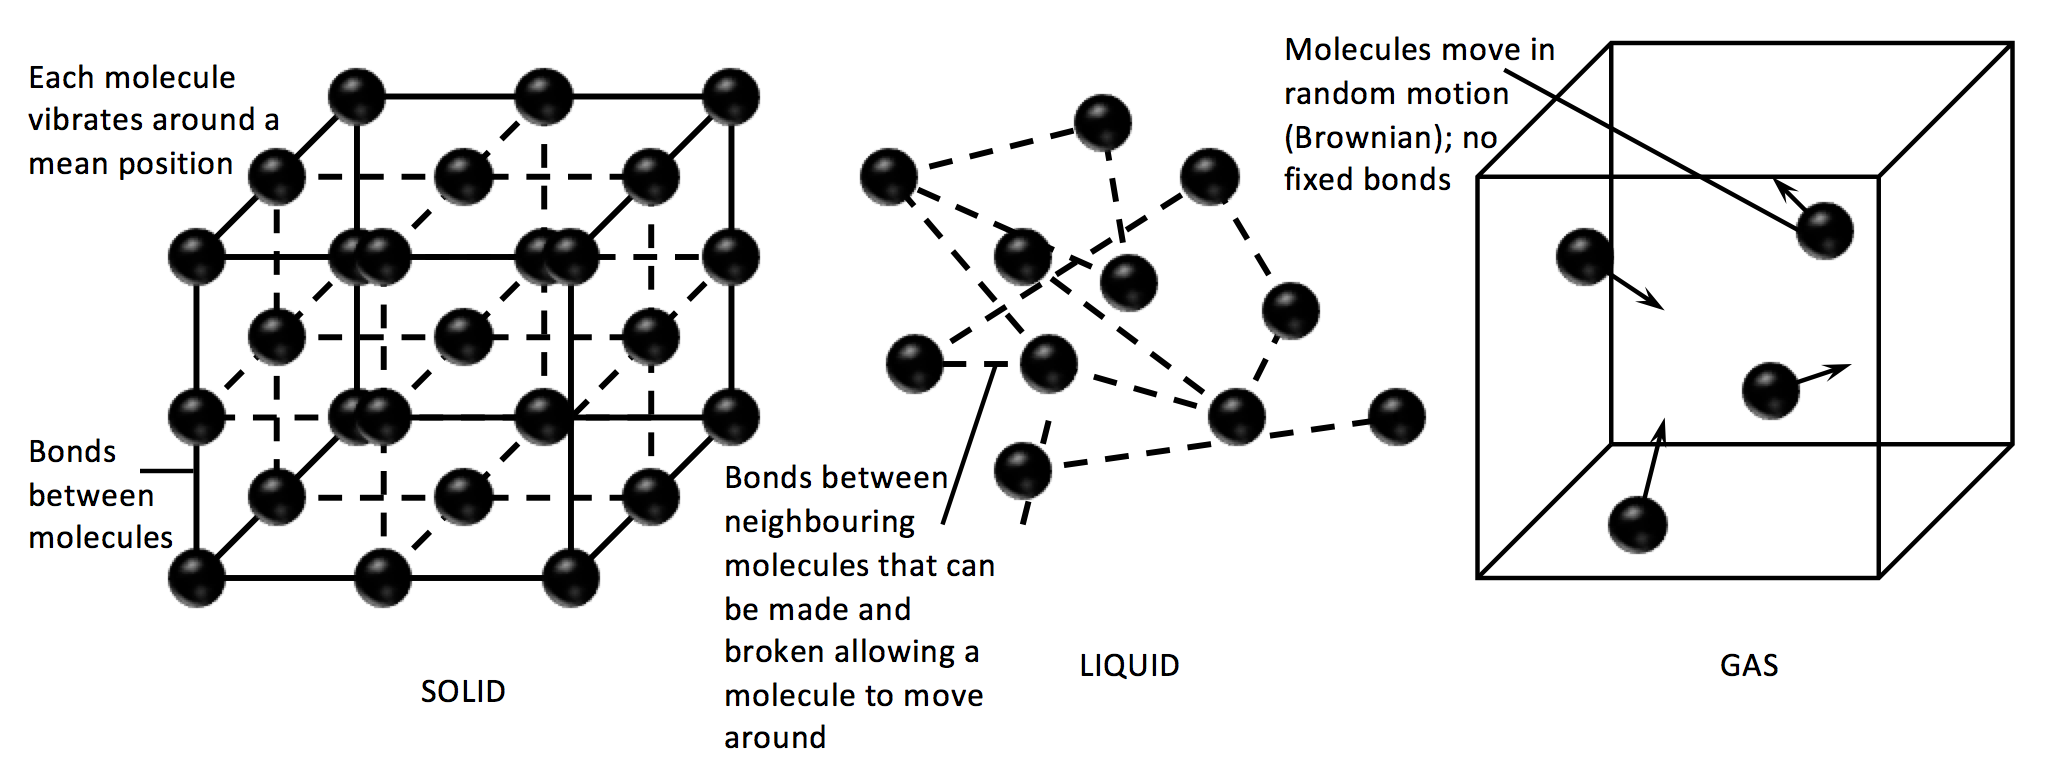 Each molecule
vibrates around a
mean position
Bonds
between
molecules
SOLID
Bonds between
neighbouring
molecules that can
be made and
broken allowing a
molecule to move
around
LIQUID
Molecules move in
random motion
(Brownian); no
fixed bonds
GAS